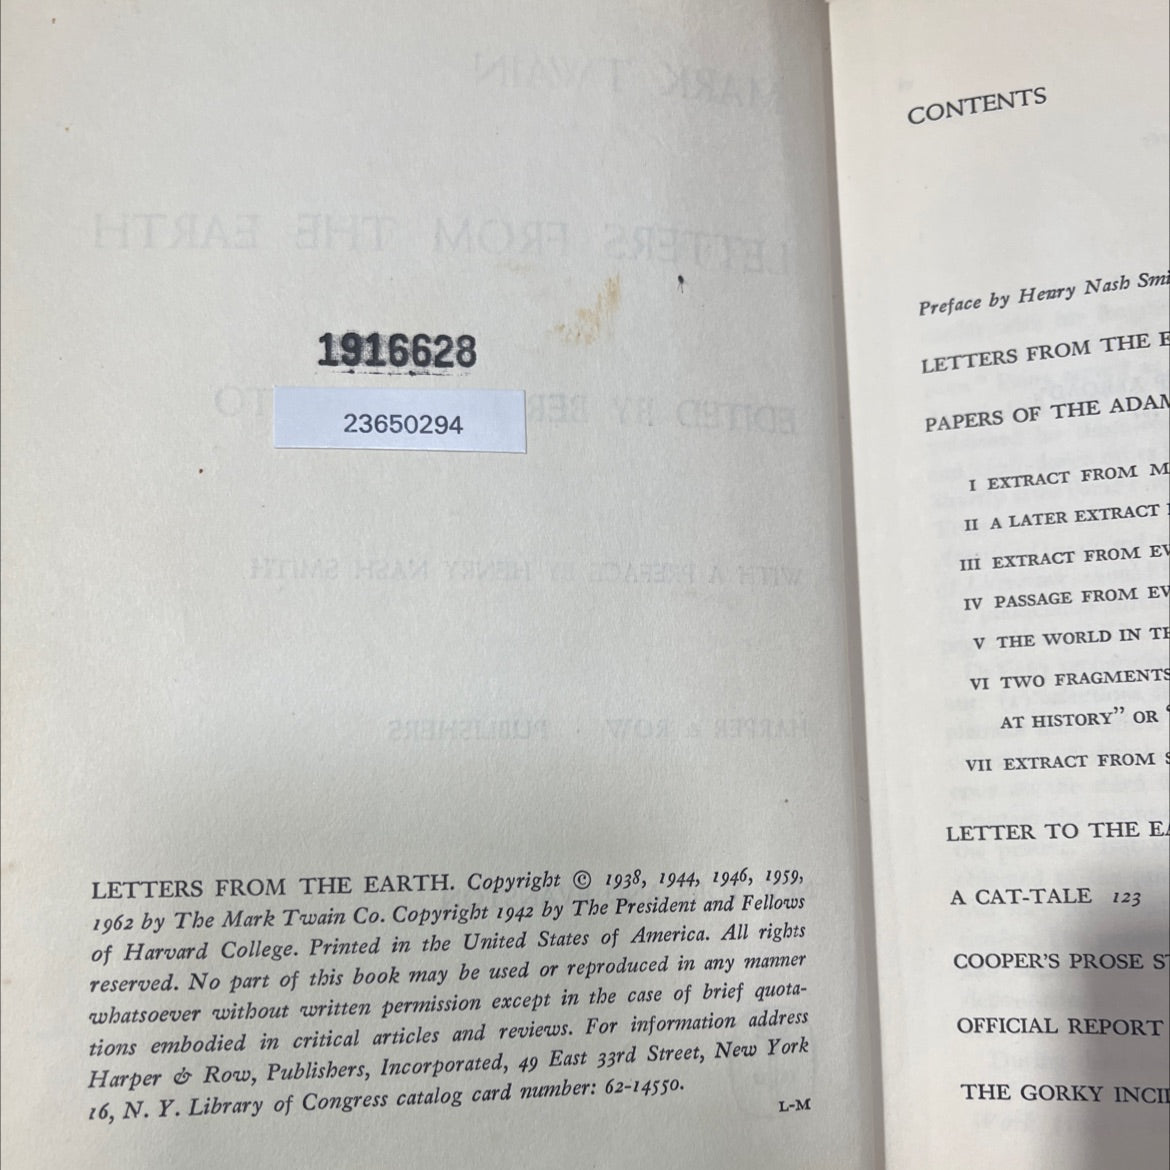 1916628
23650294
LETTERS FROM THE EARTH. Copyright © 1938, 1944, 1946, 1959,
1962 by The Mark Twain Co. Copyright 1942 by The President and Fellows
of Harvard College. Printed in the United States of America. All rights
reserved. No part of this book may be used or reproduced in any manner
whatsoever without written permission except in the case of brief quota-
tions embodied in critical articles and reviews. For information address
Harper & Row, Publishers, Incorporated, 49 East 33rd Street, New York
16, N. Y. Library of Congress catalog card number: 62-14550.
L-M
CONTENTS
Preface by Henry Nash Smi
LETTERS FROM THE E
PAPERS OF THE ADAM
I EXTRACT FROM M
II A LATER EXTRACT
III EXTRACT FROM EV
IV PASSAGE FROM EV
V THE WORLD IN TH
VI TWO FRAGMENTS
AT HISTORY” OR “
VII EXTRACT FROM S
LETTER TO THE EA
A CAT-TALE 123
COOPER'S PROSE ST
OFFICIAL REPORT
THE GORKY INCI